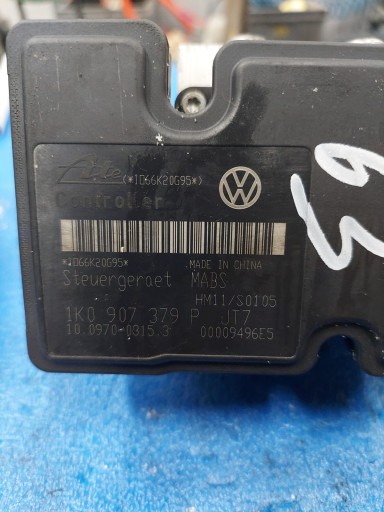 Ate (*1D66K20G95*)
Controller
*1D66K20G95* .MADE IN CHINA
Steuergeraet MABS
HM11/S0105
1K0 907 379 P JT7
10.0970-0315.3 00009496E5
63